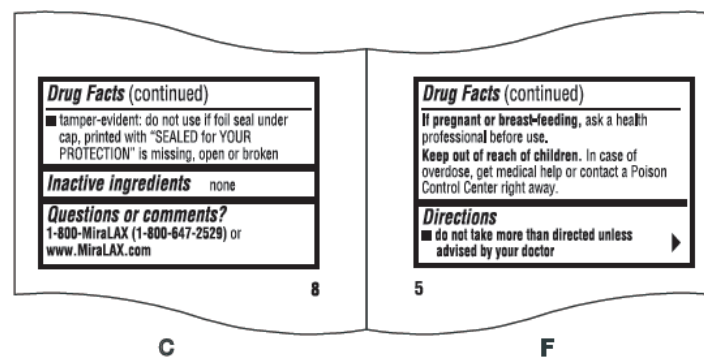 Drug Facts (continued)
■ tamper-evident: do not use if foil seal under
cap, printed with “SEALED for YOUR
PROTECTION” is missing, open or broken
Inactive ingredients none
Questions or comments?
1-800-MiraLAX (1-800-647-2529) or
www.MiraLAX.com
8
C
Drug Facts (continued)
If pregnant or breast-feeding, ask a health
professional before use.
Keep out of reach of children. In case of
overdose, get medical help or contact a Poison
Control Center right away.
Directions
■ do not take more than directed unless
advised by your doctor
5
F